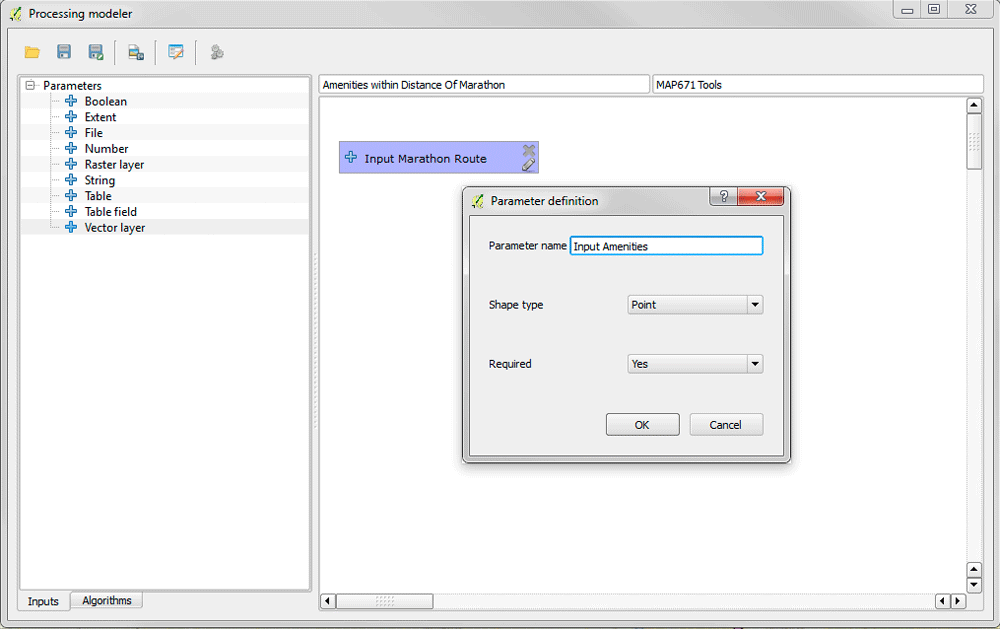 Processing modeler
Parameters
Boolean
Extent
File
Number
Raster layer
String
Table
Table field
Vector layer
Inputs
Algorithms
Amenities within Distance Of Marathon
MAP671 Tools
Input Marathon Route
Parameter definition
?
Parameter name
Input Amenities
Shape type
Point
Required
Yes
OK
Cancel